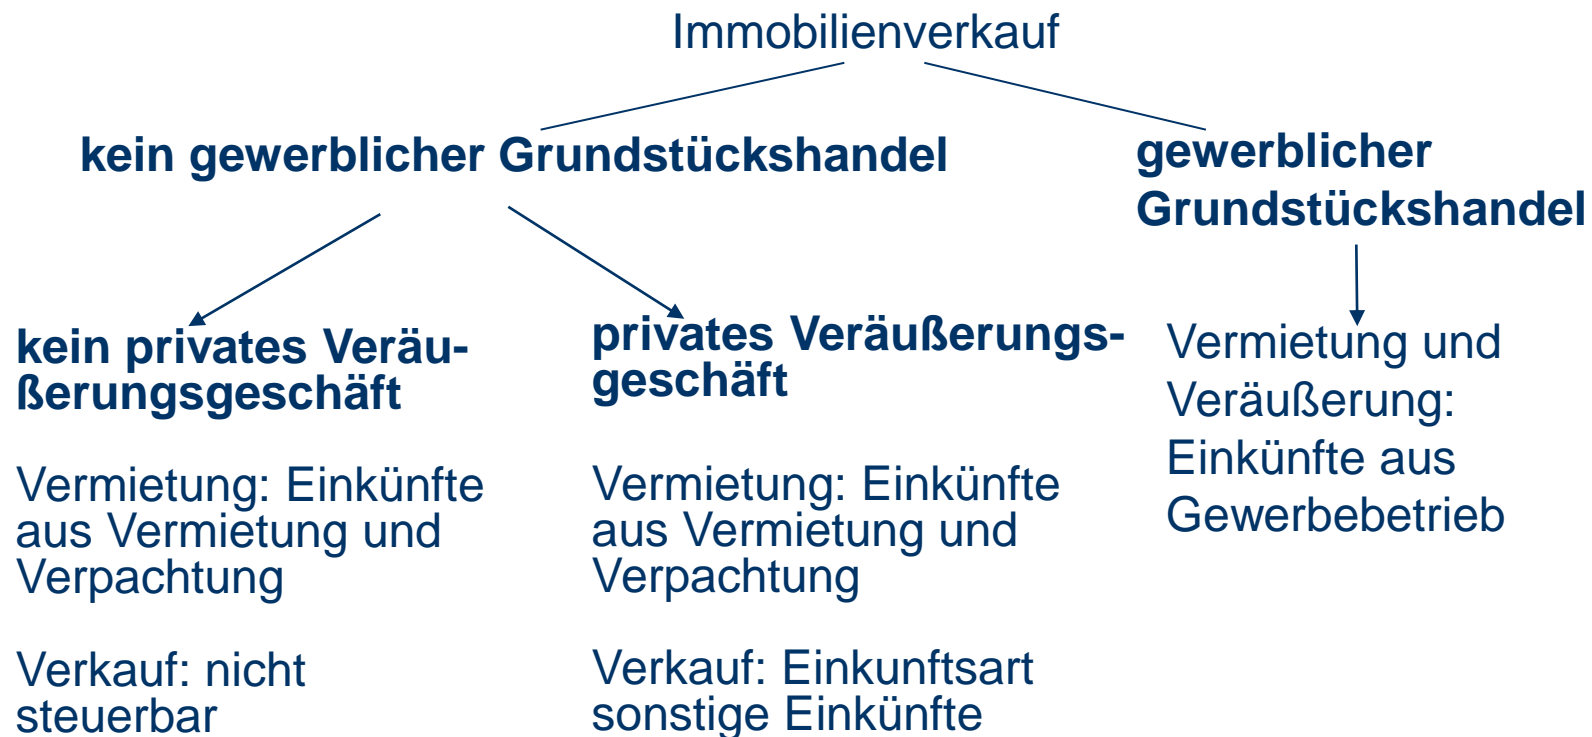 Immobilienverkauf
kein gewerblicher Grundstückshandel
gewerblicher
Grundstückshandel
kein privates Veräu-
ßerungsgeschäft
Vermietung: Einkünfte
aus Vermietung und
Verpachtung
Verkauf: nicht
steuerbar
privates Veräußerungs-
geschäft
Vermietung: Einkünfte
aus Vermietung und
Verpachtung
Verkauf: Einkunftsart
sonstige Einkünfte
Vermietung und
Veräußerung:
Einkünfte aus
Gewerbebetrieb